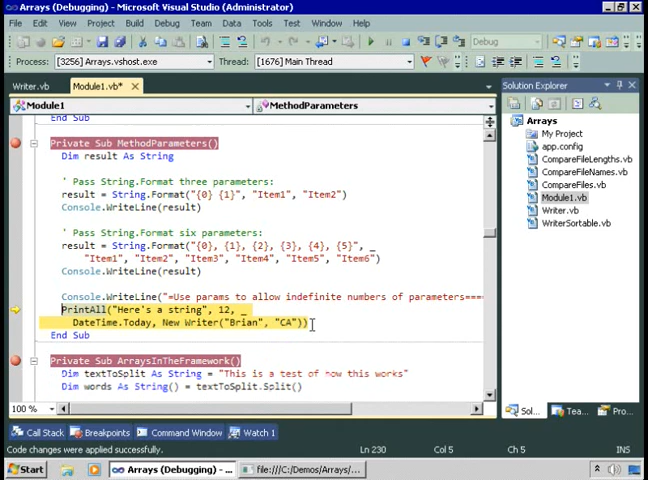 Arrays (Debugging) - Microsoft Visual Studio (Administrator)
File Edit View Project Build Debug Team Data Tools Test Window Help
Debug
Process: [3256] Arrays.vshost.exe Thread: [1676] Main Thread
Writer.vb Module1.vb*
Module1 MethodParameters
End Sub
Private Sub MethodParameters()
Dim result As String
' Pass String.Format three parameters:
result = String.Format("{0} {1}", "Item1", "Item2")
Console.WriteLine(result)
' Pass String.Format six parameters:
result = String.Format("{0}, {1}, {2}, {3}, {4}, {5}", _
"Item1", "Item2", "Item3", "Item4", "Item5", "Item6")
Console.WriteLine(result)
Console.WriteLine("=Use params to allow indefinite numbers of parameters====
PrintAll("Here's a string", 12, _
DateTime.Today, New Writer("Brian", "CA"))
End Sub
Private Sub ArraysInTheFramework()
Dim textToSplit As String = "This is a test of how this works"
Dim words As String() = textToSplit.Split()
100 %
Solution Explorer
Arrays
My Project
app.config
CompareFileLengths.vb
CompareFileNames.vb
CompareFiles.vb
Module1.vb
Writer.vb
WriterSortable.vb
Sol... Tea... Pro...
Call Stack Breakpoints Command Window Watch 1
Code changes were applied successfully. Ln 230 Col 5 Ch 5 INS
Start Arrays (Debugging) - ... file:///C:/Demos/Arrays/...